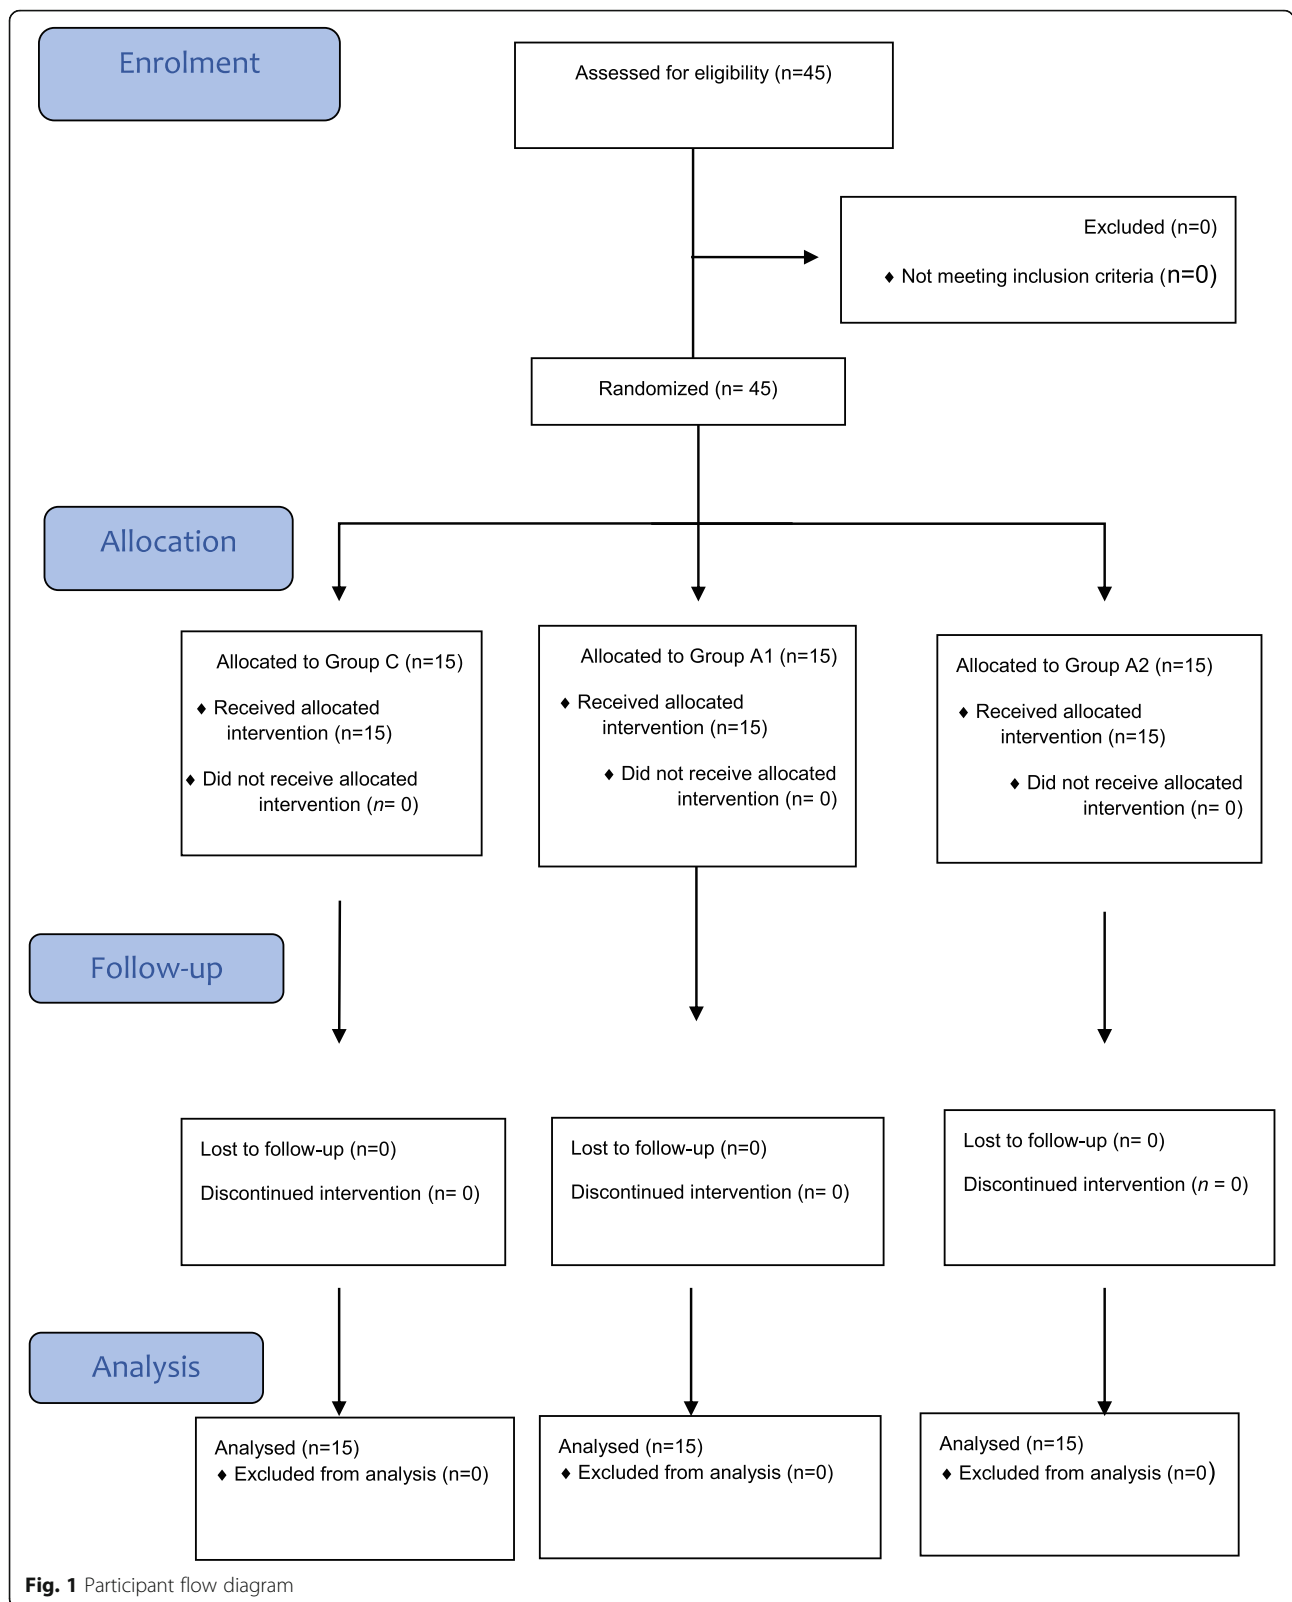 Enrolment
Assessed for eligibility (n=45)
Excluded (n=0)
♦ Not meeting inclusion criteria (n=0)
Randomized (n= 45)
Allocation
Allocated to Group C (n=15)
♦ Received allocated
intervention (n=15)
♦ Did not receive allocated
intervention (n= 0)
Allocated to Group A1 (n=15)
♦ Received allocated
intervention (n=15)
♦ Did not receive allocated
intervention (n= 0)
Allocated to Group A2 (n=15)
♦ Received allocated
intervention (n=15)
♦ Did not receive allocated
intervention (n= 0)
Follow-up
Lost to follow-up (n=0)
Discontinued intervention (n= 0)
Lost to follow-up (n=0)
Discontinued intervention (n= 0)
Lost to follow-up (n= 0)
Discontinued intervention (n = 0)
Analysis
Analysed (n=15)
♦ Excluded from analysis (n=0)
Analysed (n=15)
♦ Excluded from analysis (n=0)
Analysed (n=15)
♦ Excluded from analysis (n=0)
Fig. 1 Participant flow diagram